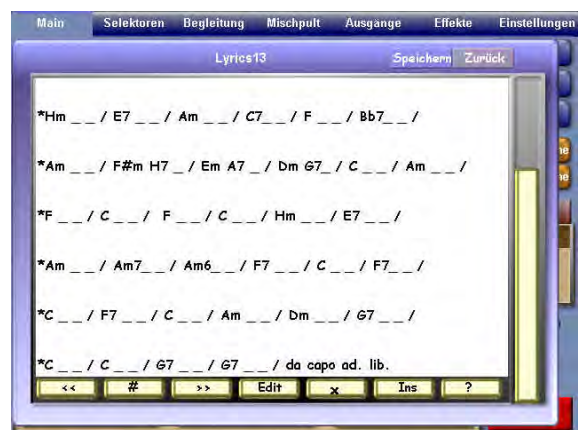 Main Selektoren Begleitung Mischpult Ausgange Effekte Einstellungen
Lyrics13 Speichern Zurück
*Hm _ _ / E7 _ _ / Am _ _ / C7_ _ / F _ _ / Bb7_ _ /
*Am _ _ / F#m H7 _ / Em A7 _ / Dm G7_ / C _ _ / Am _ _ /
*F _ _ / C _ _ / F _ _ / C _ _ / Hm _ _ / E7 _ _ /
*Am _ _ / Am7_ _ / Am6_ _ / F7 _ _ / C _ _ / F7_ _ /
*C _ _ / F7 _ _ / C _ _ / Am _ _ / Dm _ _ / G7 _ _ /
*C _ _ / C _ _ / G7 _ _ / G7 _ _ / da capo ad. lib.
<< # >> Edit x Ins ?